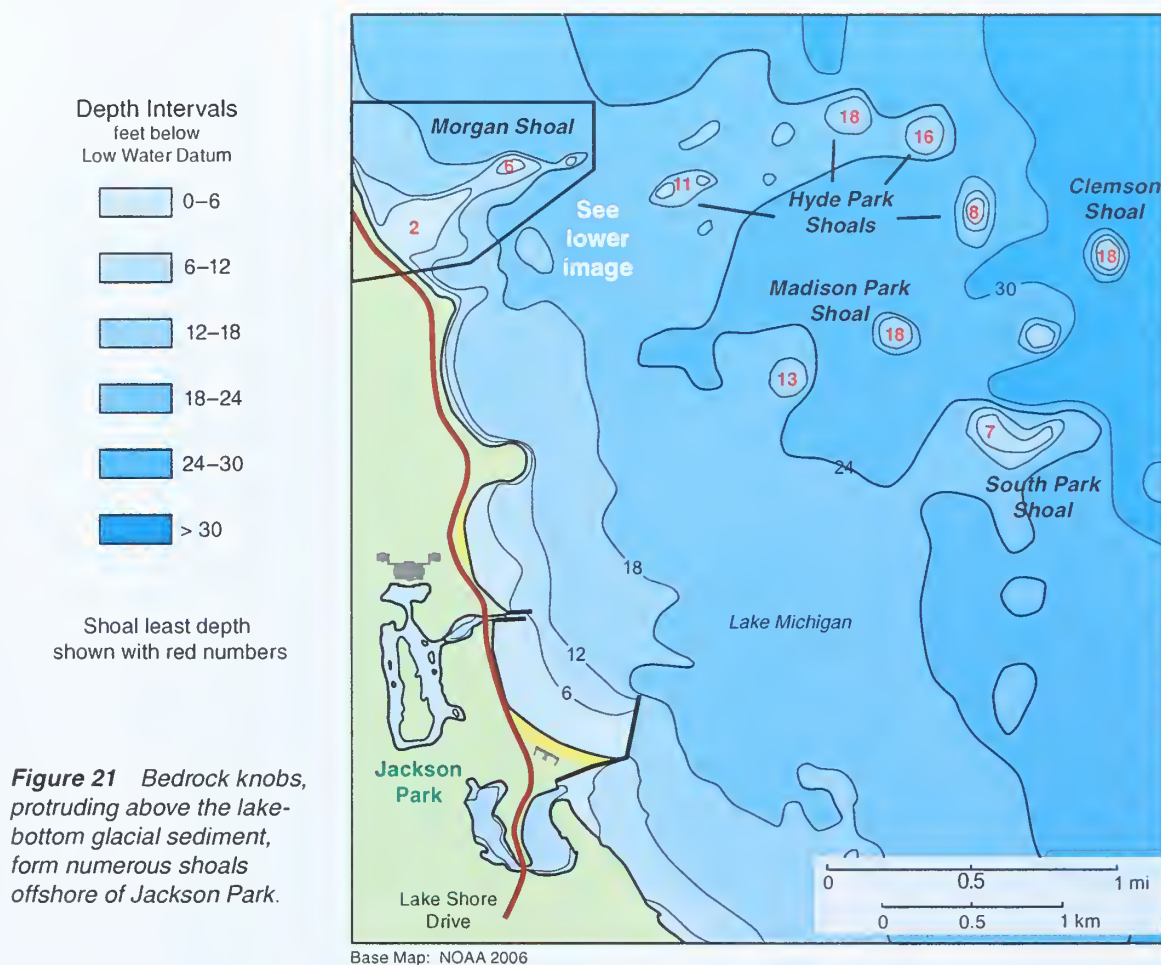 Depth Intervals
feet below
Low Water Datum
0–6
6–12
12–18
18–24
24–30
> 30
Shoal least depth
shown with red numbers
Figure 21 Bedrock knobs,
protruding above the lake-
bottom glacial sediment,
form numerous shoals
offshore of Jackson Park.
Morgan Shoal
6
2
See
lower
image
18
16
11
Hyde Park
Shoals
8
Clemson
Shoal
18
Madison Park
Shoal
30
18
13
7
24
South Park
Shoal
18
Lake Michigan
12
6
Jackson
Park
Lake Shore
Drive
0 0.5 1 mi
0 0.5 1 km
Base Map: NOAA 2006